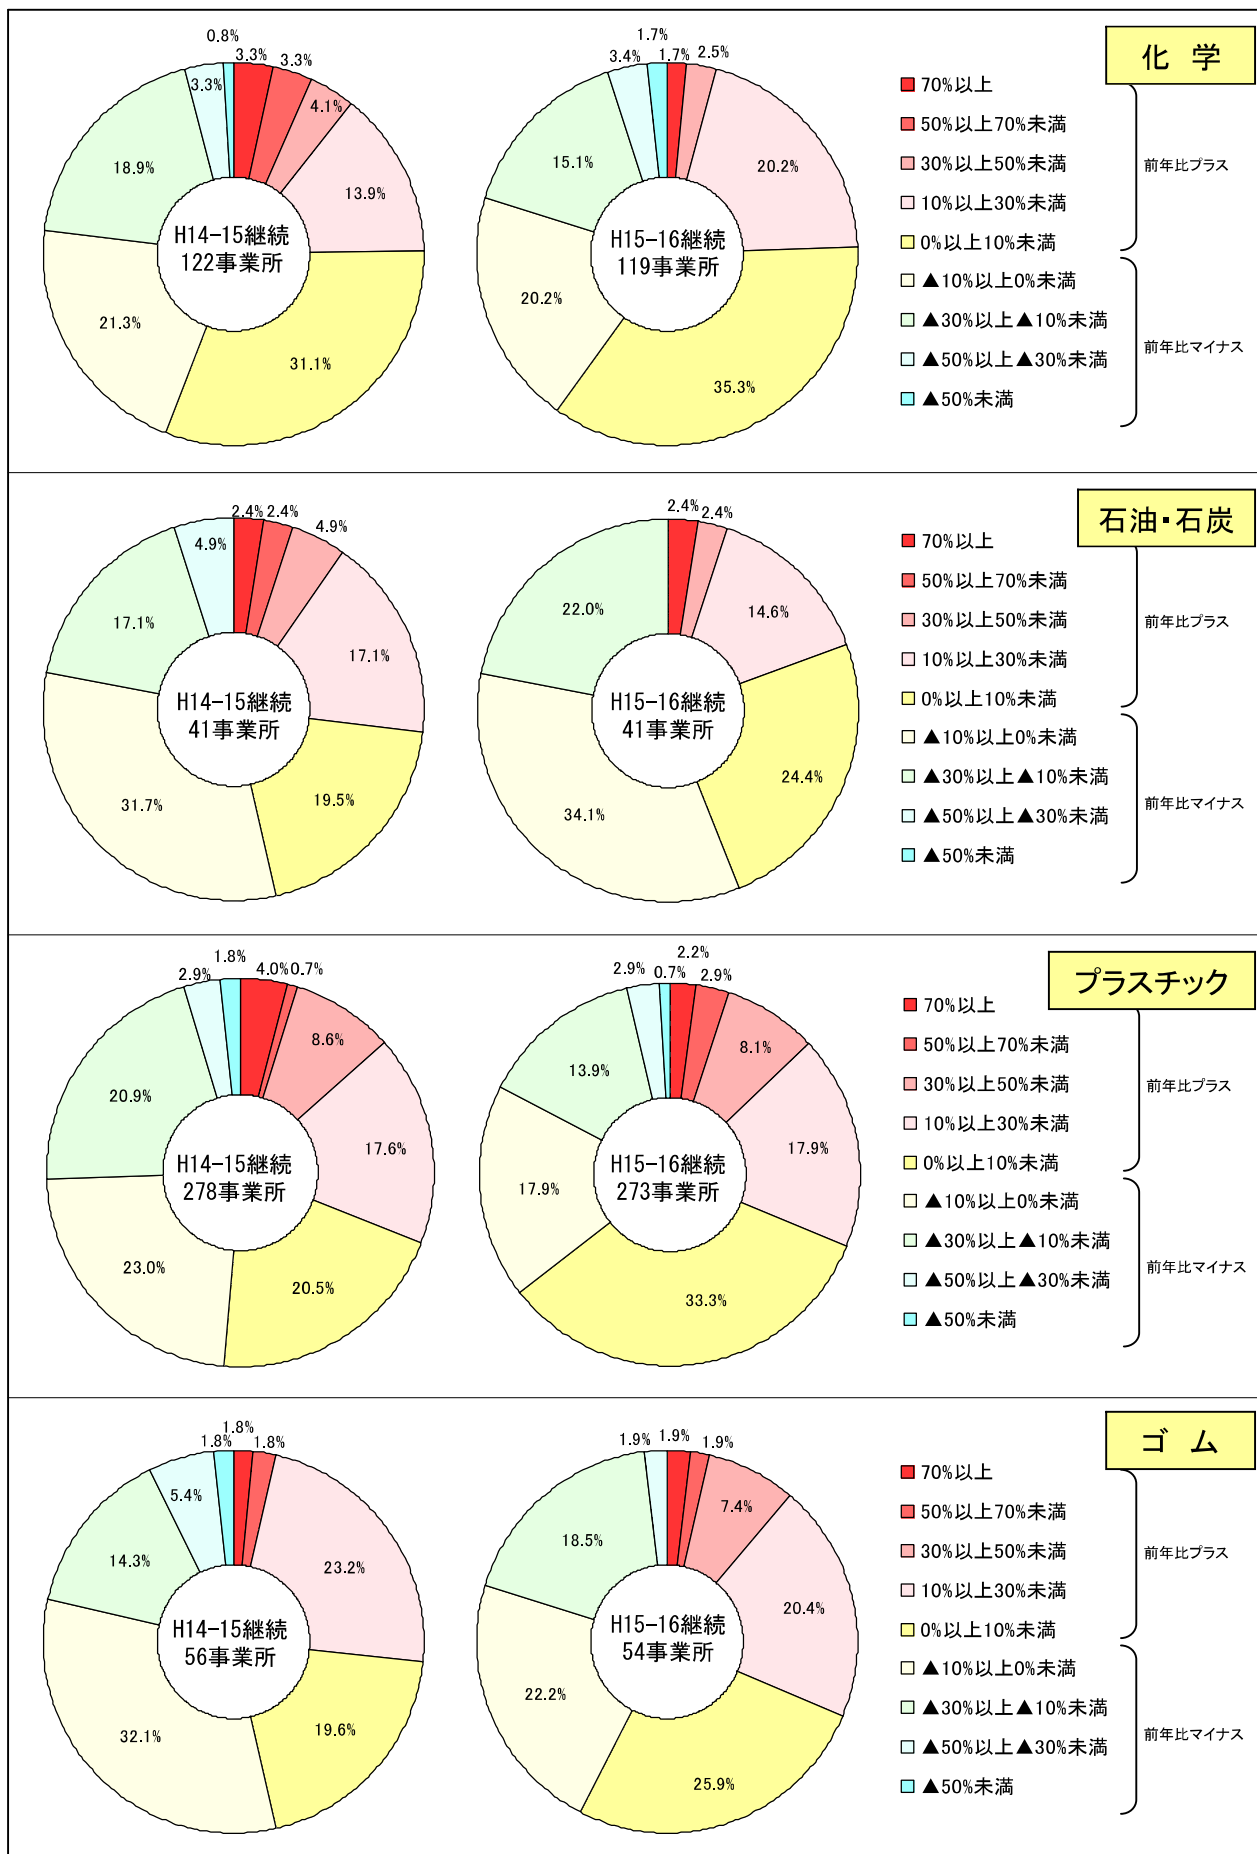 化 学
0.8%
3.3%
3.3%
3.3%
4.1%
13.9%
18.9%
21.3%
31.1%
H14-15継続
122事業所
1.7%
1.7%
2.5%
3.4%
15.1%
20.2%
20.2%
35.3%
H15-16継続
119事業所
70%以上
50%以上70%未満
30%以上50%未満
10%以上30%未満
0%以上10%未満
▲10%以上0%未満
▲30%以上▲10%未満
▲50%以上▲30%未満
▲50%未満
前年比プラス
前年比マイナス
石油・石炭
2.4%
2.4%
4.9%
4.9%
17.1%
17.1%
31.7%
19.5%
H14-15継続
41事業所
2.4%
2.4%
22.0%
14.6%
24.4%
34.1%
H15-16継続
41事業所
70%以上
50%以上70%未満
30%以上50%未満
10%以上30%未満
0%以上10%未満
▲10%以上0%未満
▲30%以上▲10%未満
▲50%以上▲30%未満
▲50%未満
前年比プラス
前年比マイナス
プラスチック
1.8%
2.9%
4.0%
0.7%
8.6%
20.9%
17.6%
23.0%
20.5%
H14-15継続
278事業所
2.2%
2.9%
0.7%
2.9%
8.1%
13.9%
17.9%
17.9%
33.3%
H15-16継続
273事業所
70%以上
50%以上70%未満
30%以上50%未満
10%以上30%未満
0%以上10%未満
▲10%以上0%未満
▲30%以上▲10%未満
▲50%以上▲30%未満
▲50%未満
前年比プラス
前年比マイナス
ゴ ム
1.8%
1.8%
1.8%
5.4%
14.3%
23.2%
32.1%
19.6%
H14-15継続
56事業所
1.9%
1.9%
1.9%
7.4%
18.5%
20.4%
22.2%
25.9%
H15-16継続
54事業所
70%以上
50%以上70%未満
30%以上50%未満
10%以上30%未満
0%以上10%未満
▲10%以上0%未満
▲30%以上▲10%未満
▲50%以上▲30%未満
▲50%未満
前年比プラス
前年比マイナス